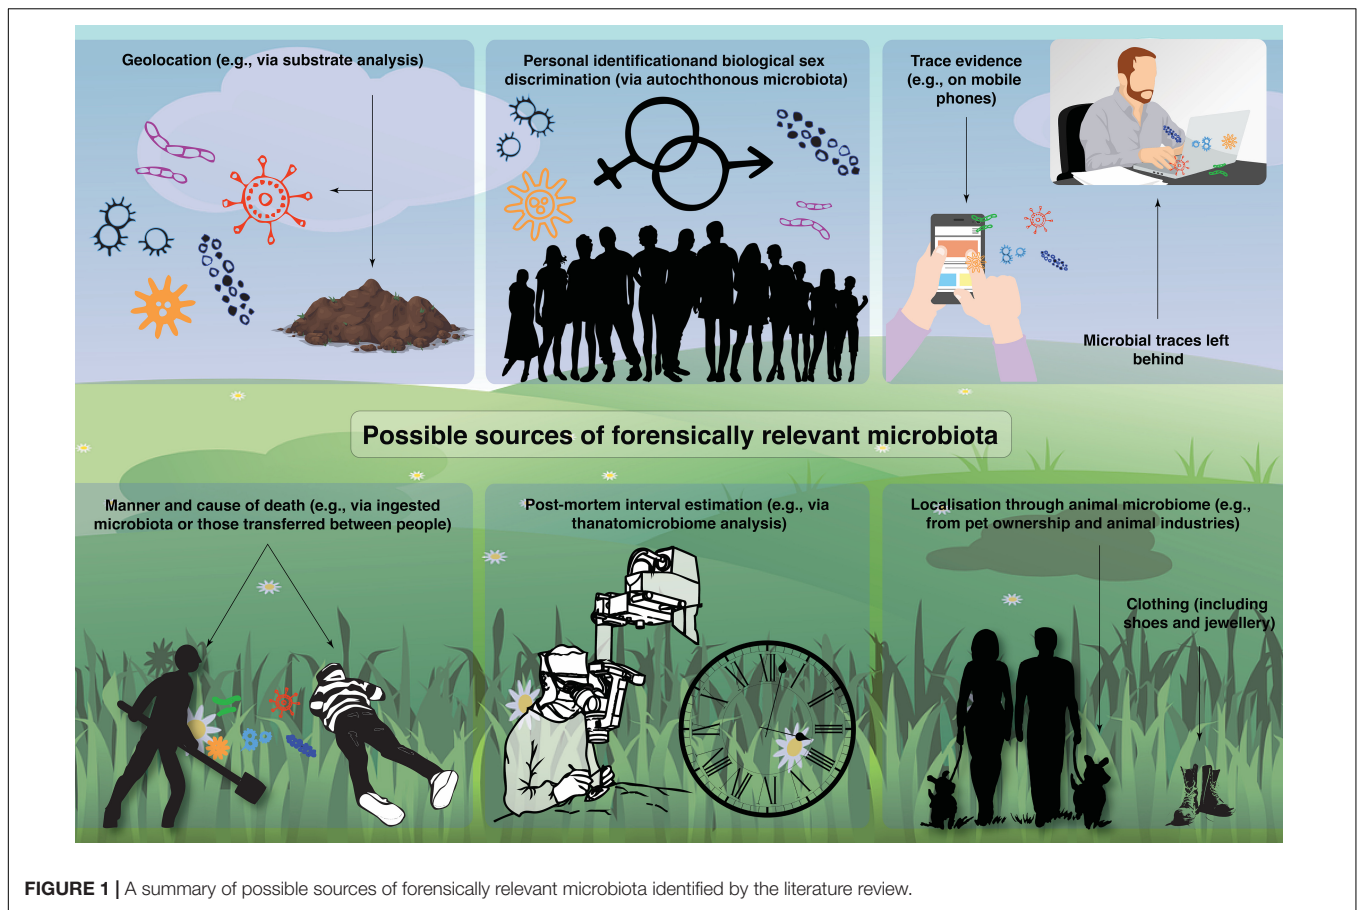 Geolocation (e.g., via substrate analysis)
Personal identificationand biological sex
discrimination (via autochthonous microbiota)
Trace evidence
(e.g., on mobile
phones)
Microbial traces left
behind
Possible sources of forensically relevant microbiota
Manner and cause of death (e.g., via ingested
microbiota or those transferred between people)
Post-mortem interval estimation (e.g., via
thanatomicrobiome analysis)
Localisation through animal microbiome (e.g.,
from pet ownership and animal industries)
Clothing (including
shoes and jewellery)
FIGURE 1 | A summary of possible sources of forensically relevant microbiota identified by the literature review.